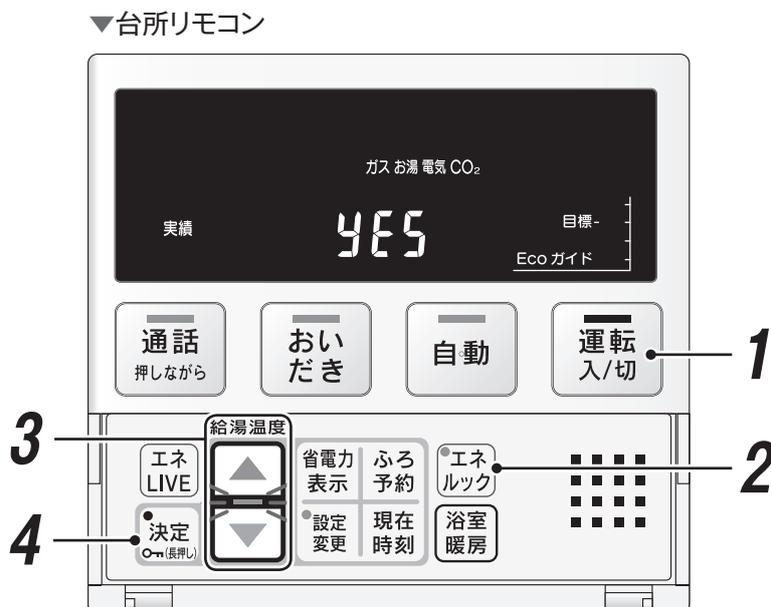 ▼台所リモコン
ガス お湯 電気 CO₂
実績
YES
目標-
Eco ガイド
通話
押しながら
おい
だき
自動
運転
入/切
1
3
給湯温度
エネ
LIVE
省電力
表示
ふろ
予約
エネ
ルック
2
4
決定
(長押し)
設定
変更
現在
時刻
浴室
暖房